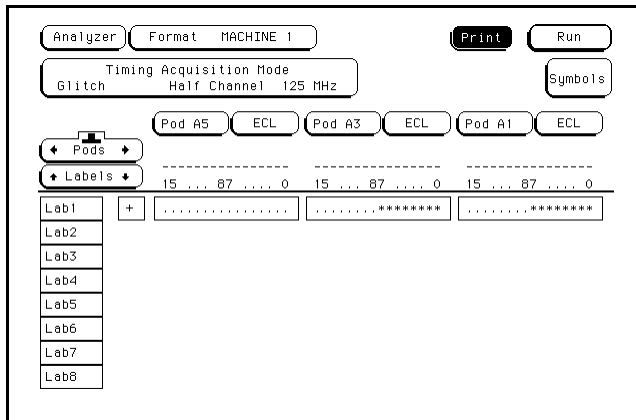 Analyzer Format MACHINE 1 Print Run
Timing Acquisition Mode
Glitch Half Channel 125 MHz
Symbols
Pod A5 ECL Pod A3 ECL Pod A1 ECL
Pods
Labels
15 ... 87 .... 0 15 ... 87 .... 0 15 ... 87 .... 0
Lab1 + ................ ........******** ........********
Lab2
Lab3
Lab4
Lab5
Lab6
Lab7
Lab8